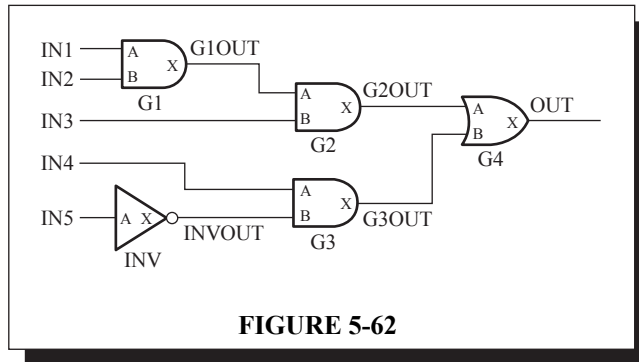 IN1
A
X
G1OUT
IN2
B
G1
A
X
G2OUT
IN3
B
G2
A
X
OUT
B
G4
IN4
A
X
G3OUT
B
G3
IN5
A X
INVOUT
INV
FIGURE 5-62